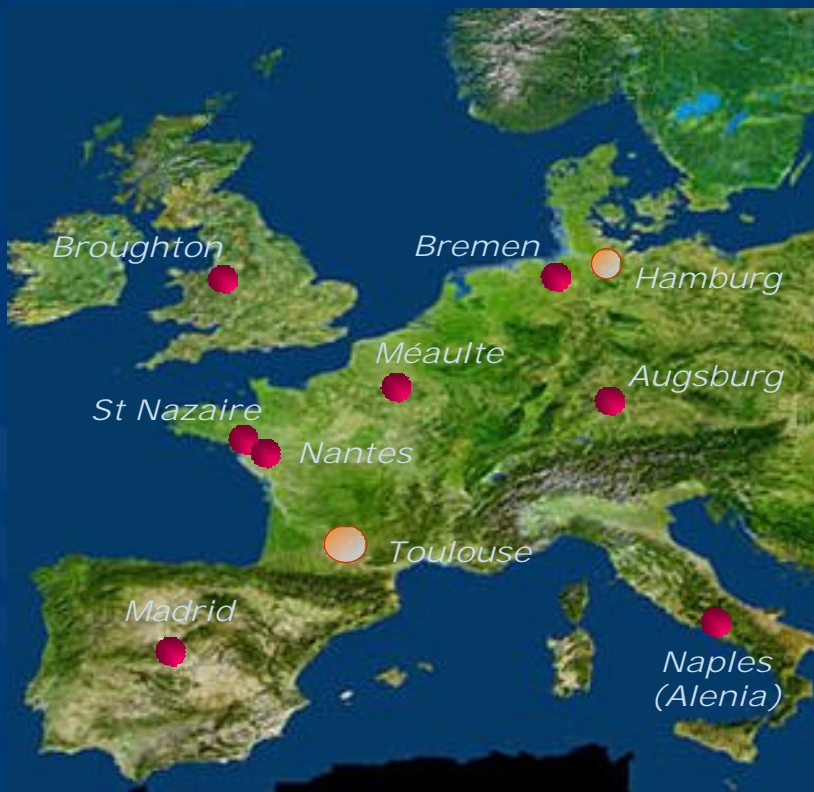 Broughton
Bremen
Hamburg
Méaulte
Augsburg
St Nazaire
Nantes
Toulouse
Madrid
Naples
(Alenia)